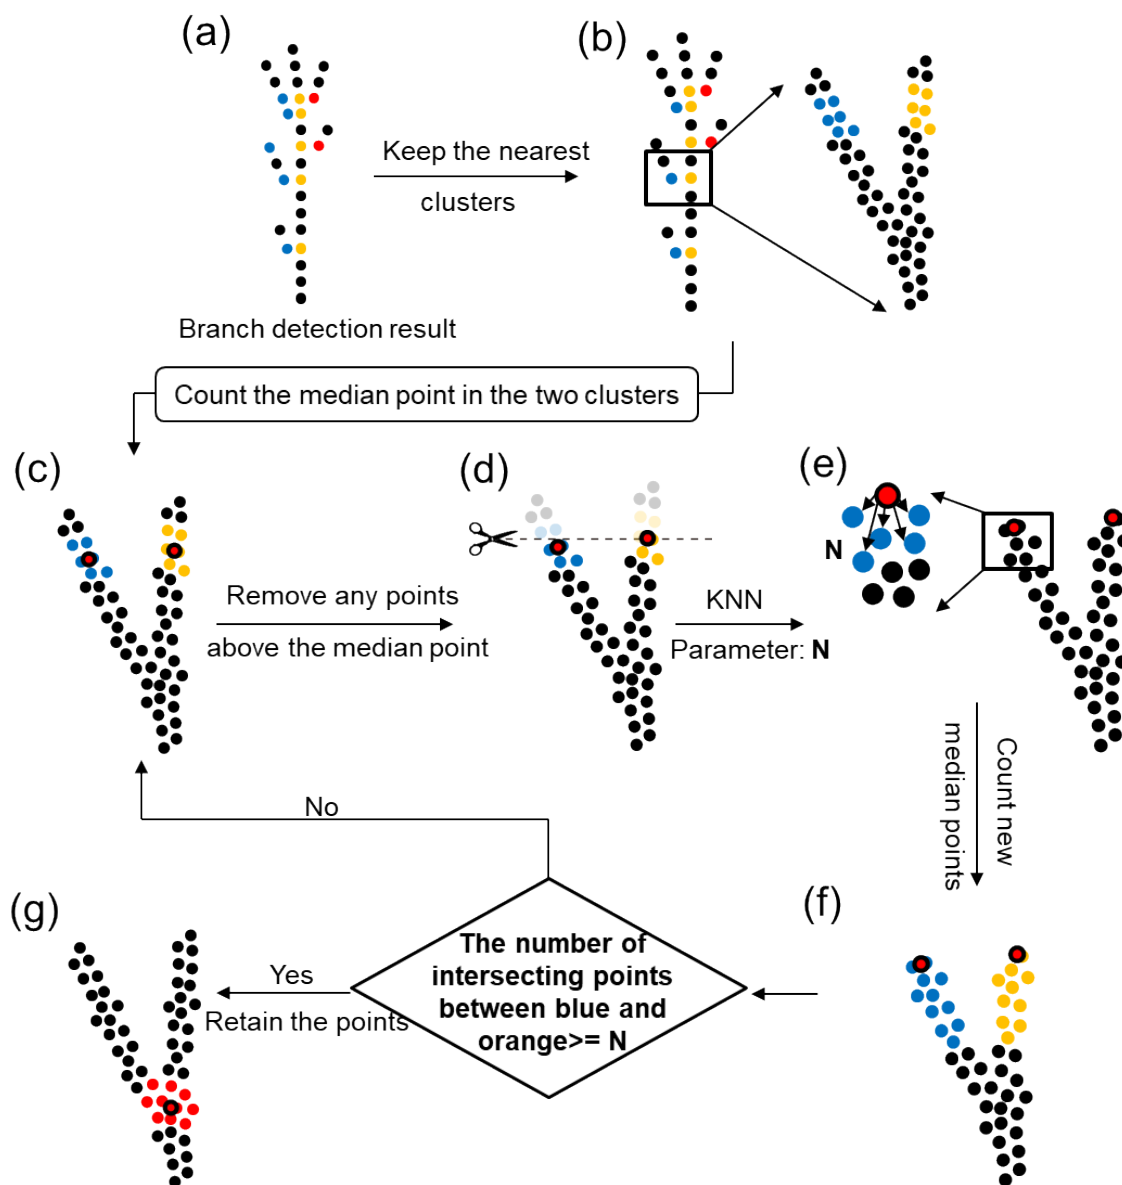 (a)
(b)
Keep the nearest
clusters
Branch detection result
Count the median point in the two clusters
(c)
(d)
(e)
N
Remove any points
above the median point
KNN
Parameter: N
Count new
median points
No
(g)
(f)
The number of
intersecting points
between blue and
orange>= N
Yes
Retain the points